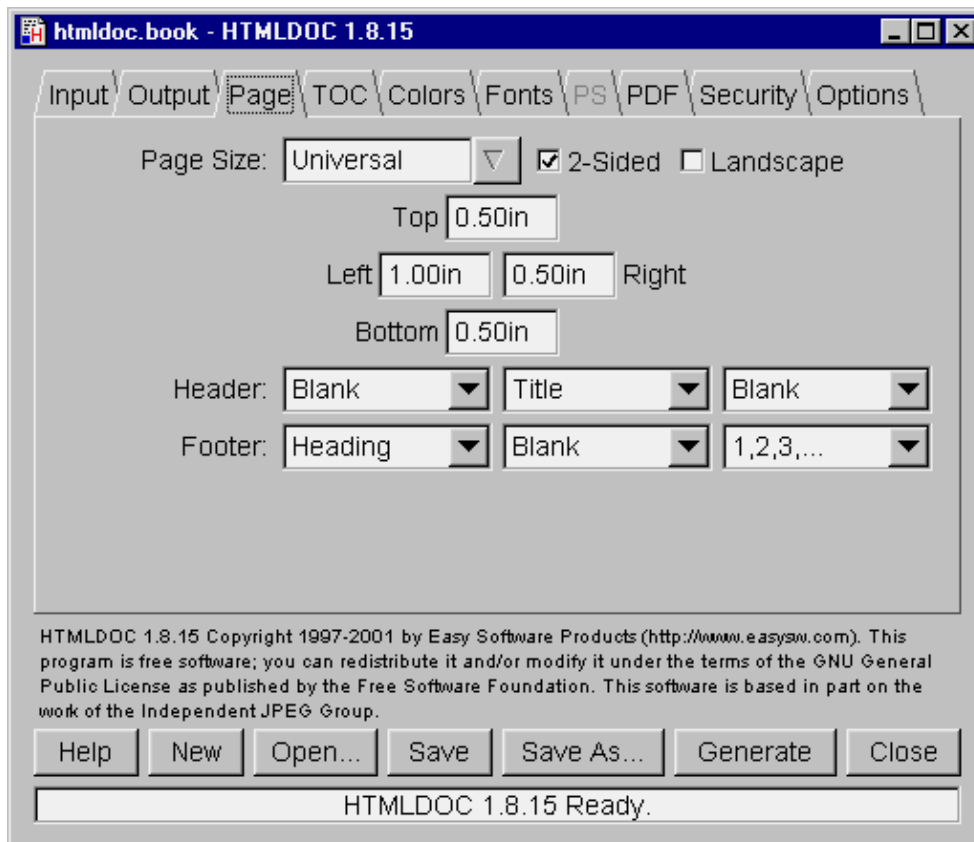 htmldoc.book - HTMLDOC 1.8.15
Input Output Page TOC Colors Fonts PS PDF Security Options
Page Size: Universal 2-Sided Landscape
Top 0.50in
Left 1.00in 0.50in Right
Bottom 0.50in
Header: Blank Title Blank
Footer: Heading Blank 1,2,3,...
HTMLDOC 1.8.15 Copyright 1997-2001 by Easy Software Products (http://www.easysw.com). This
program is free software; you can redistribute it and/or modify it under the terms of the GNU General
Public License as published by the Free Software Foundation. This software is based in part on the
work of the Independent JPEG Group.
Help New Open... Save Save As... Generate Close
HTMLDOC 1.8.15 Ready.